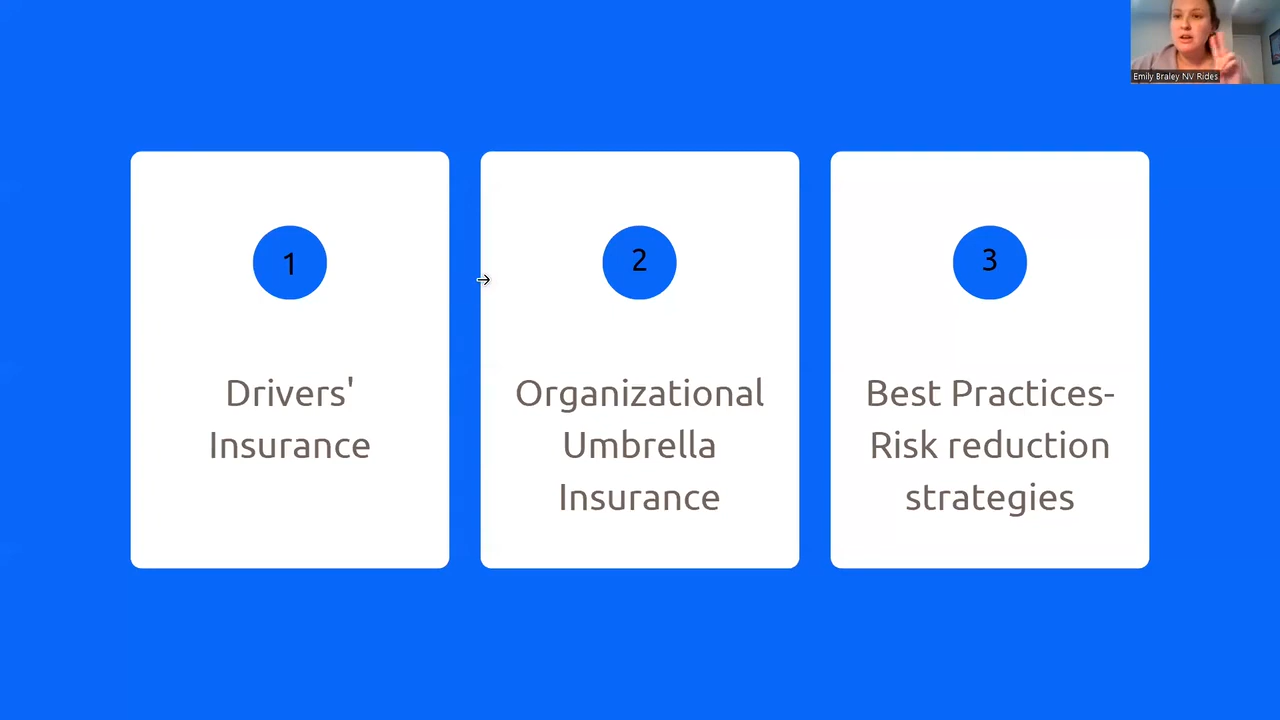 Emily Braley NV Rides
1
2
3
Drivers'
Insurance
Organizational
Umbrella
Insurance
Best Practices-
Risk reduction
strategies